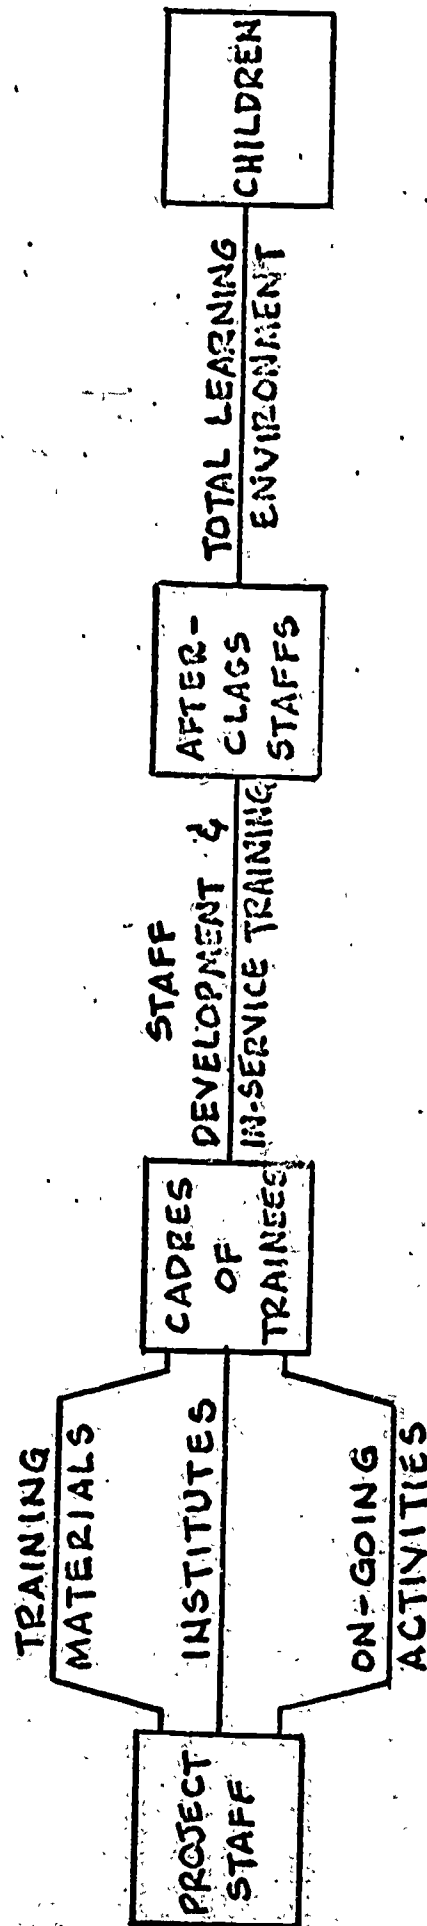 PROJECT
STAFF
TRAINING
MATERIALS
INSTITUTES
ON-GOING
ACTIVITIES
CADRES
OF
TRAINEES
STAFF
DEVELOPMENT &
IN-SERVICE TRAINING
AFTER-
CLASS
STAFFS
TOTAL LEARNING
ENVIRONMENT
CHILDREN